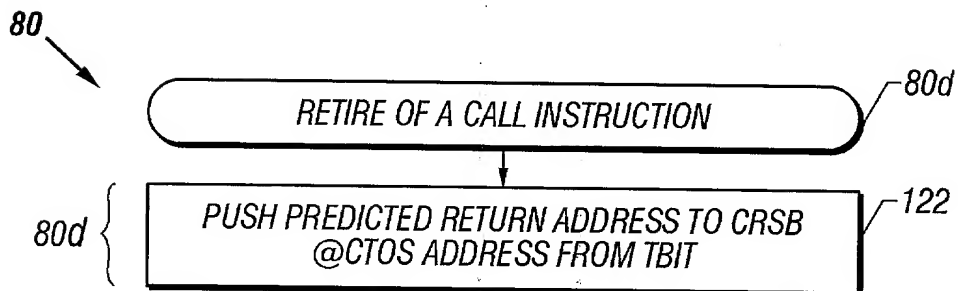 80
80d
RETIRE OF A CALL INSTRUCTION
80d
PUSH PREDICTED RETURN ADDRESS TO CRSB
@CTOS ADDRESS FROM TBIT
122